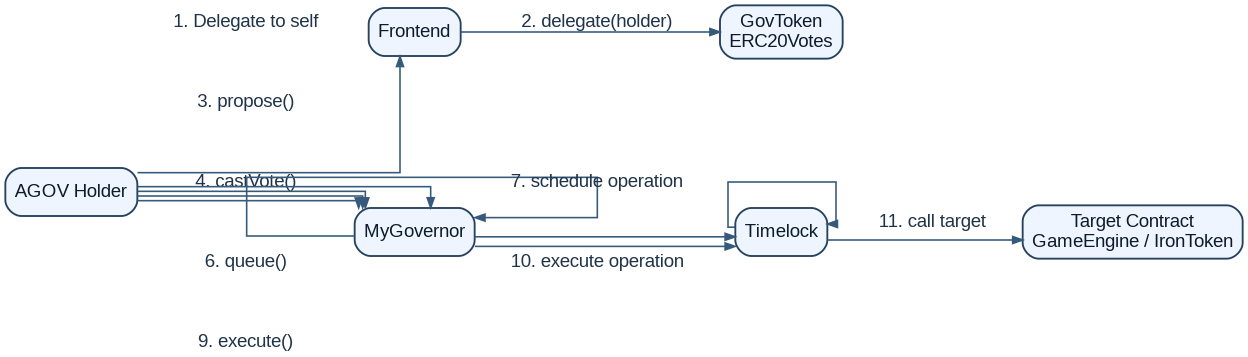 1. Delegate to self
Frontend
2. delegate(holder)
GovToken
ERC20Votes
3. propose()
AGOV Holder
4. castVote()
7. schedule operation
MyGovernor
Timelock
11. call target
Target Contract
GameEngine / IronToken
6. queue()
10. execute operation
9. execute()